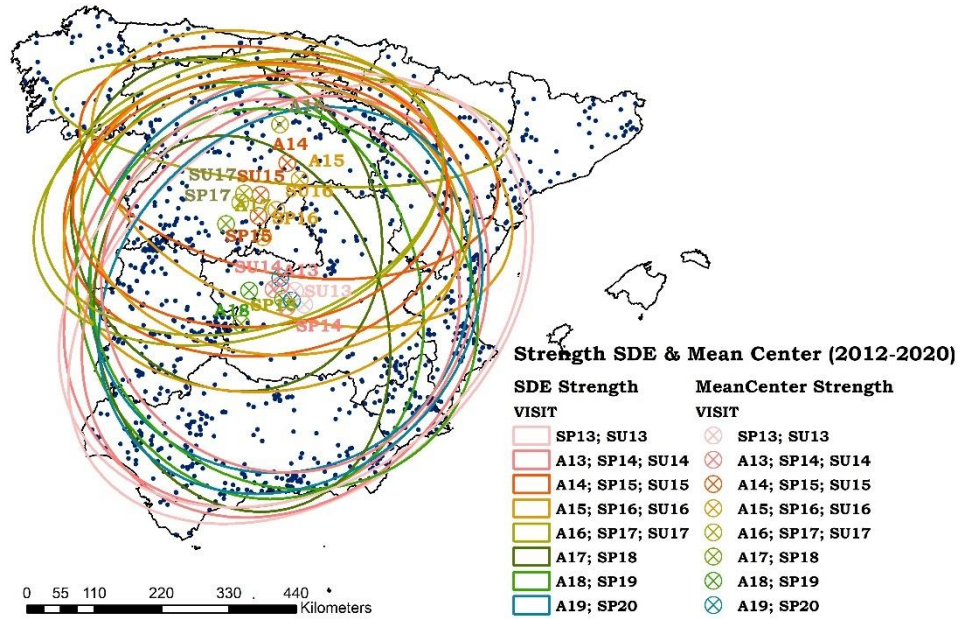 A14
A15
SU17 SU15
SU16
SP17 A17
SP16
SP15
SU14 A13
SU13
SP18
A18
SP14
Strength SDE & Mean Center (2012-2020)
SDE Strength MeanCenter Strength
VISIT VISIT
SP13; SU13 SP13; SU13
A13; SP14; SU14 A13; SP14; SU14
A14; SP15; SU15 A14; SP15; SU15
A15; SP16; SU16 A15; SP16; SU16
A16; SP17; SU17 A16; SP17; SU17
A17; SP18 A17; SP18
A18; SP19 A18; SP19
A19; SP20 A19; SP20
0 55 110 220 330 440
Kilometers